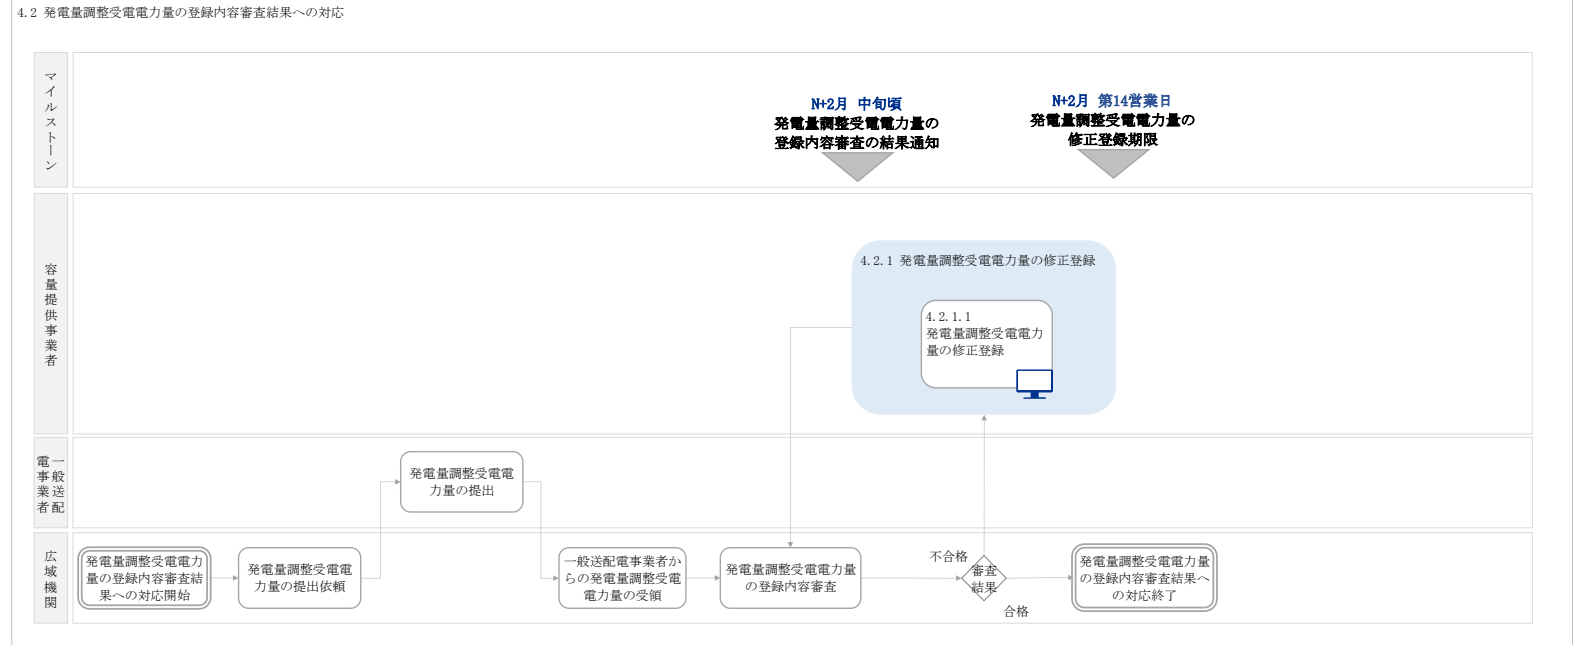 4.2 発電量調整受電電力量の登録内容審査結果への対応
マイルストーン
N+2月 中旬頃
発電量調整受電電力量の
登録内容審査の結果通知
N+2月 第14営業日
発電量調整受電電力量の
修正登録期限
容量提供事業者
4.2.1 発電量調整受電電力量の修正登録
4.2.1.1
発電量調整受電電力
量の修正登録
一般送配
電事業者
発電量調整受電電
力量の提出
広域機関
発電量調整受電電力
量の登録内容審査結
果への対応開始
発電量調整受電電
力量の提出依頼
一般送配電事業者か
らの発電量調整受電
電力量の受領
発電量調整受電電力量
の登録内容審査
不合格
審査
結果
合格
発電量調整受電電力量
の登録内容審査結果へ
の対応終了